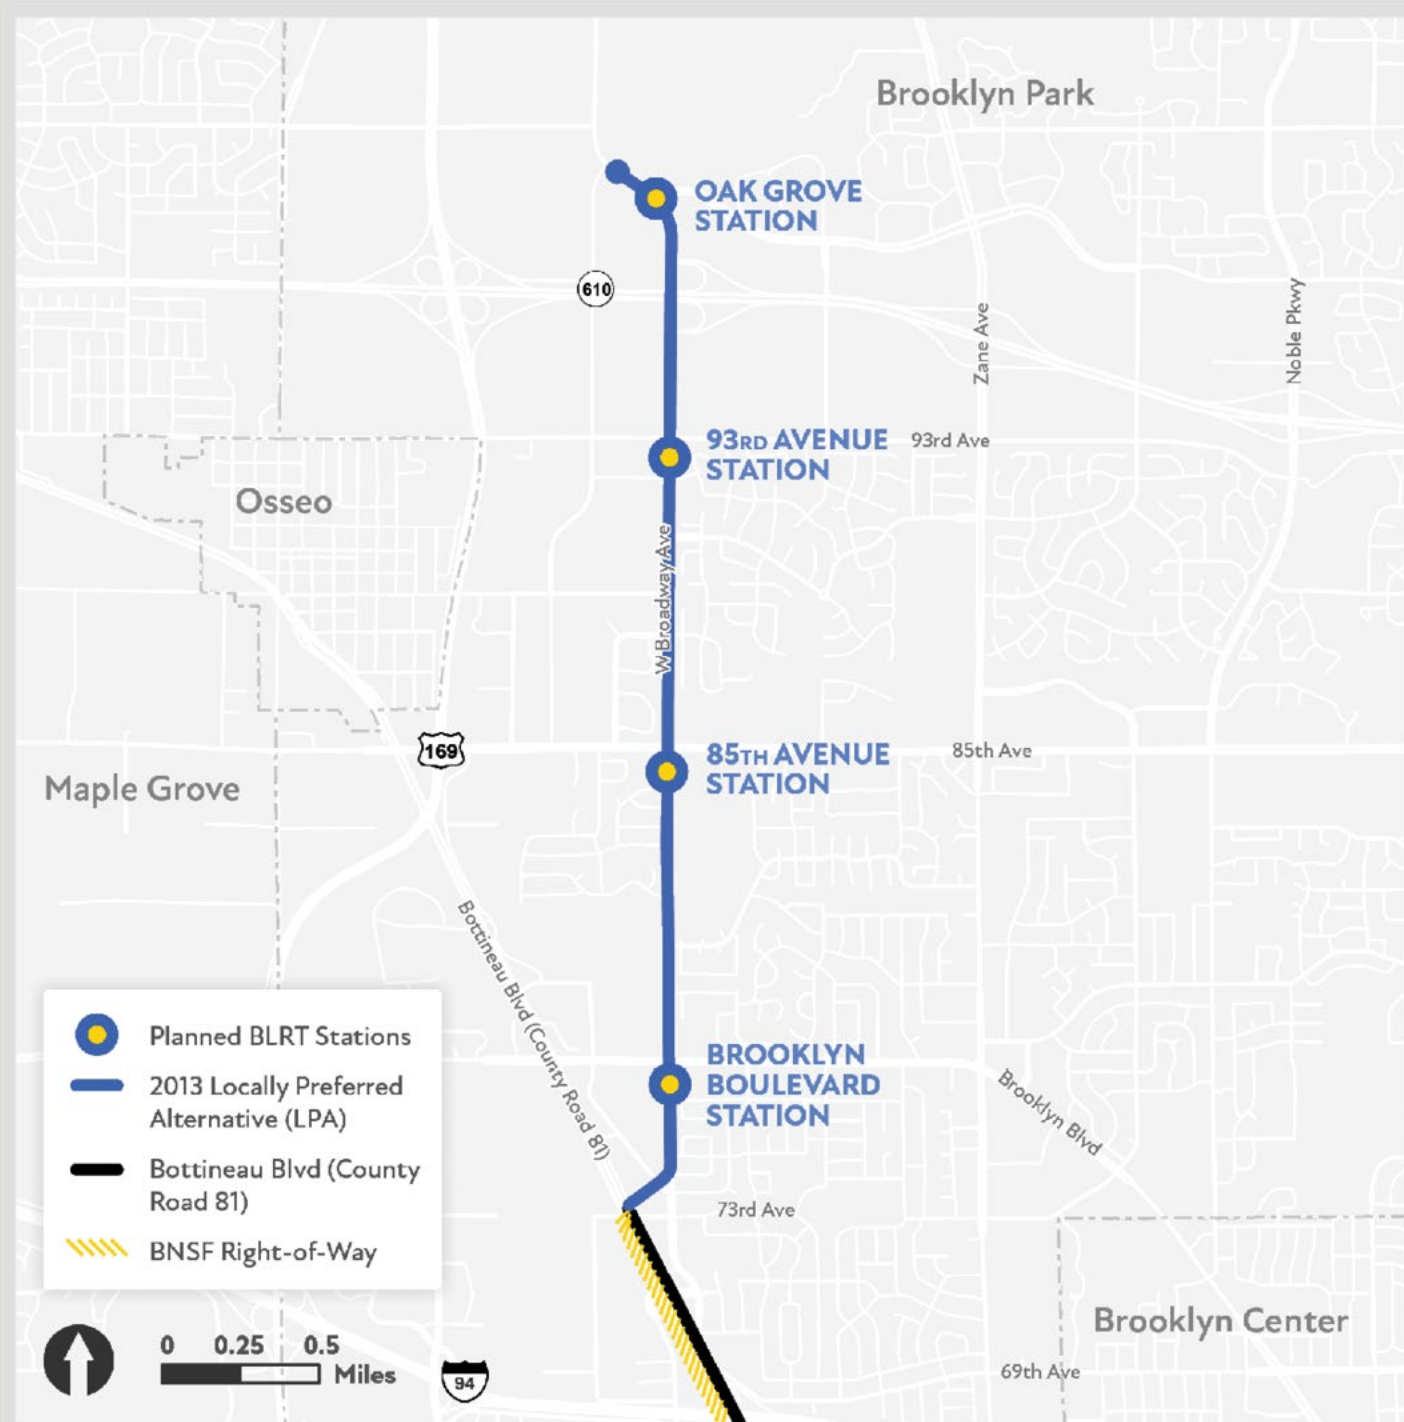 Brooklyn Park
OAK GROVE
STATION
610
Zane Ave
Noble Pkwy
93RD AVENUE
STATION
93rd Ave
Osseo
W Broadway Ave
169
85TH AVENUE
STATION
85th Ave
Maple Grove
Bottineau Blvd (County Road 81)
BROOKLYN
BOULEVARD
STATION
Brooklyn Blvd
73rd Ave
Planned BLRT Stations
2013 Locally Preferred
Alternative (LPA)
Bottineau Blvd (County
Road 81)
BNSF Right-of-Way
Brooklyn Center
0 0.25 0.5
Miles
94
69th Ave